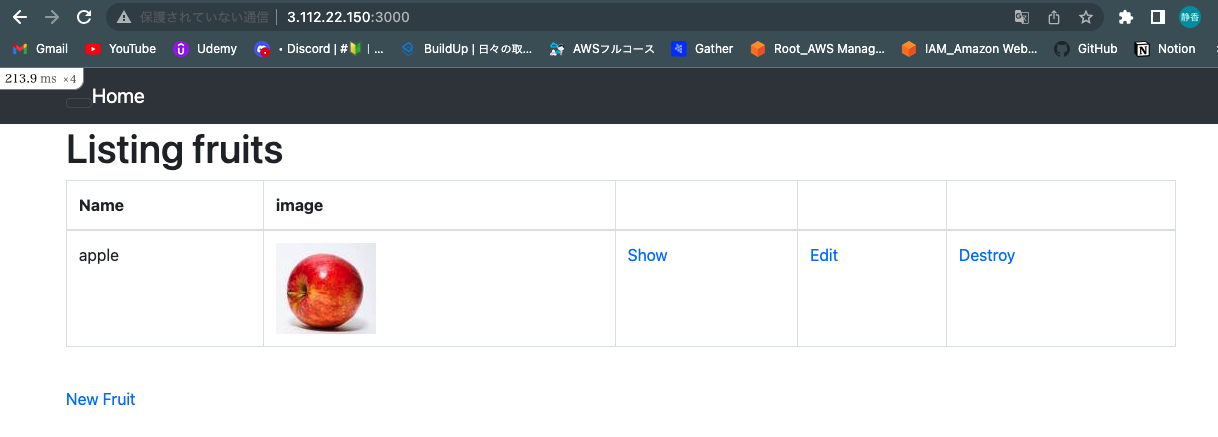 保護されていない通信 | 3.112.22.150:3000
静香
Gmail YouTube Udemy • Discord | #🔰 | ... BuildUp | 日々の取... AWSフルコース Gather Root_AWS Manag... IAM_Amazon Web... GitHub Notion
213.9 ms ×4
Home
Listing fruits
Name image
apple Show Edit Destroy
New Fruit